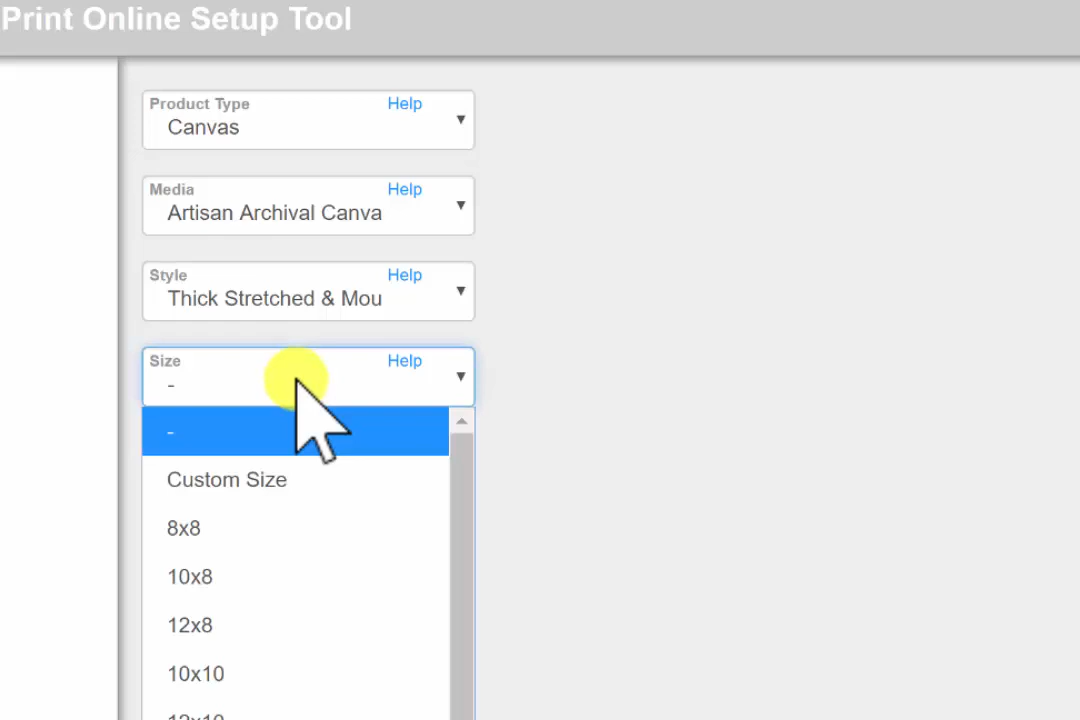 Print Online Setup Tool
Product Type Help
Canvas
Media Help
Artisan Archival Canva
Style Help
Thick Stretched & Mou
Size Help
-
-
Custom Size
8x8
10x8
12x8
10x10
12x10